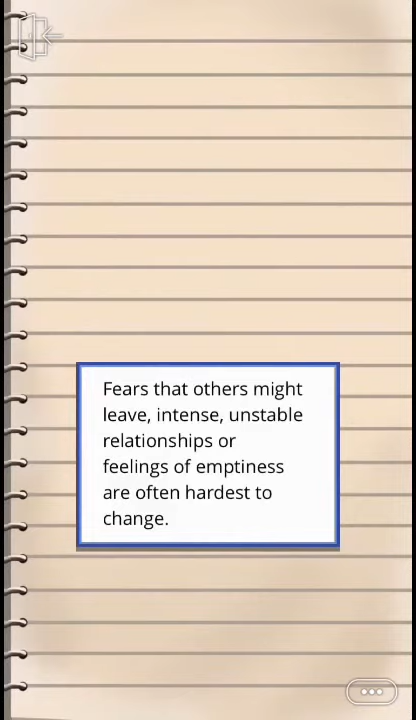 Fears that others might
leave, intense, unstable
relationships or
feelings of emptiness
are often hardest to
change.